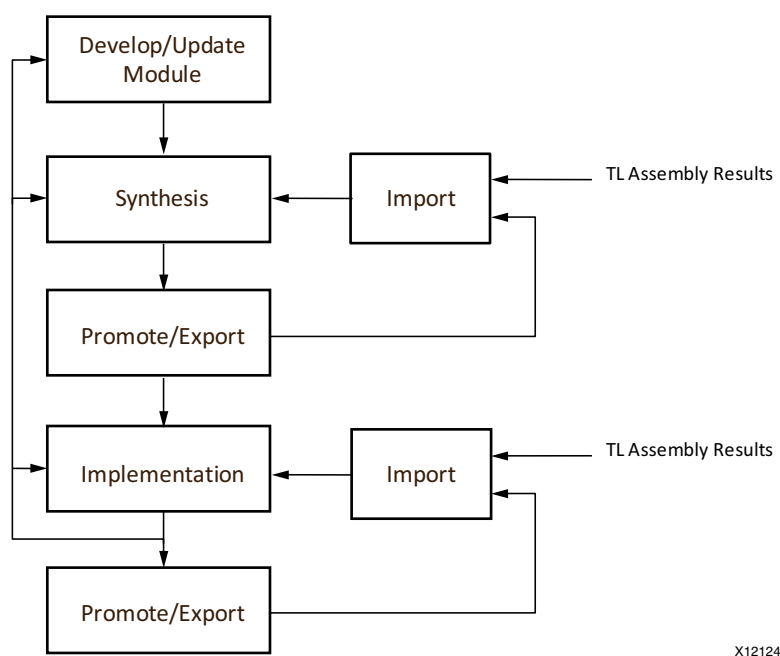 Develop/Update
Module
Synthesis
Import
TL Assembly Results
Promote/Export
Implementation
Import
TL Assembly Results
Promote/Export
X12124